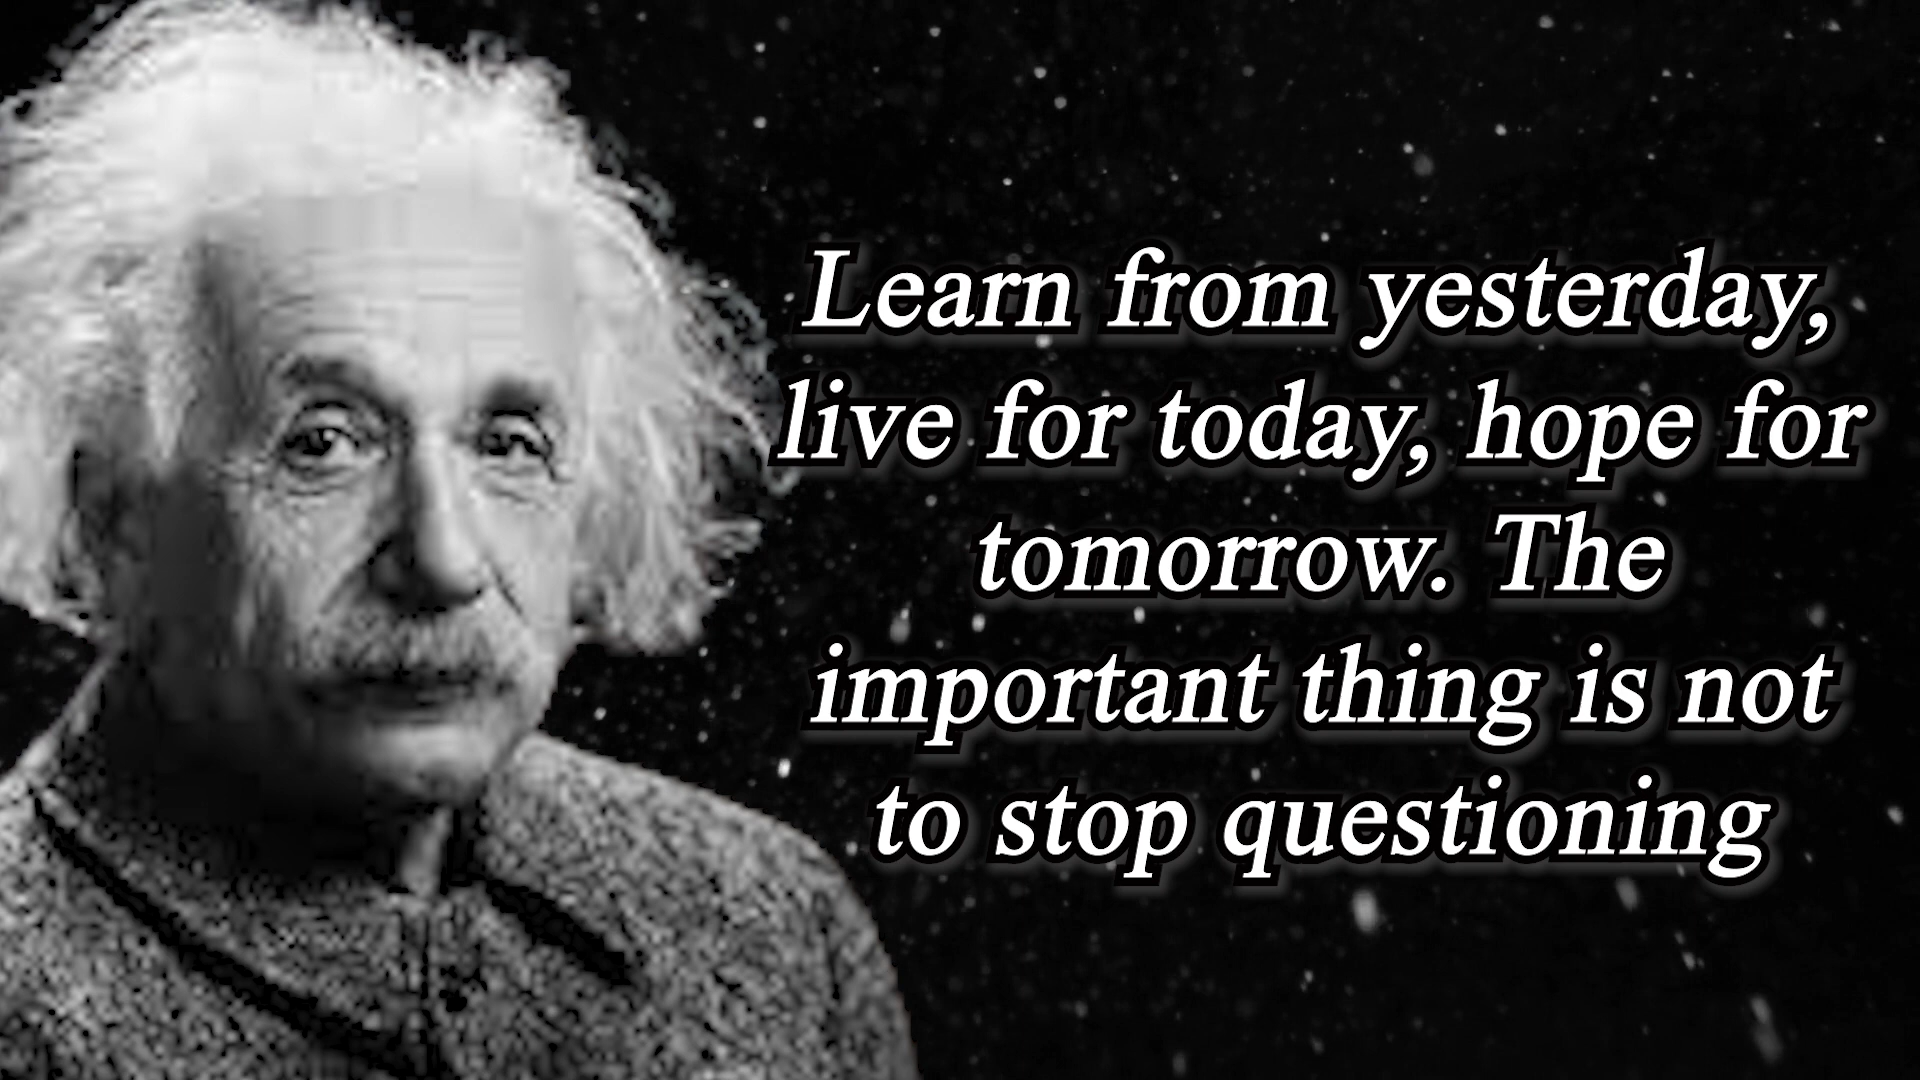 Learn from yesterday,
live for today, hope for
tomorrow. The
important thing is not
to stop questioning